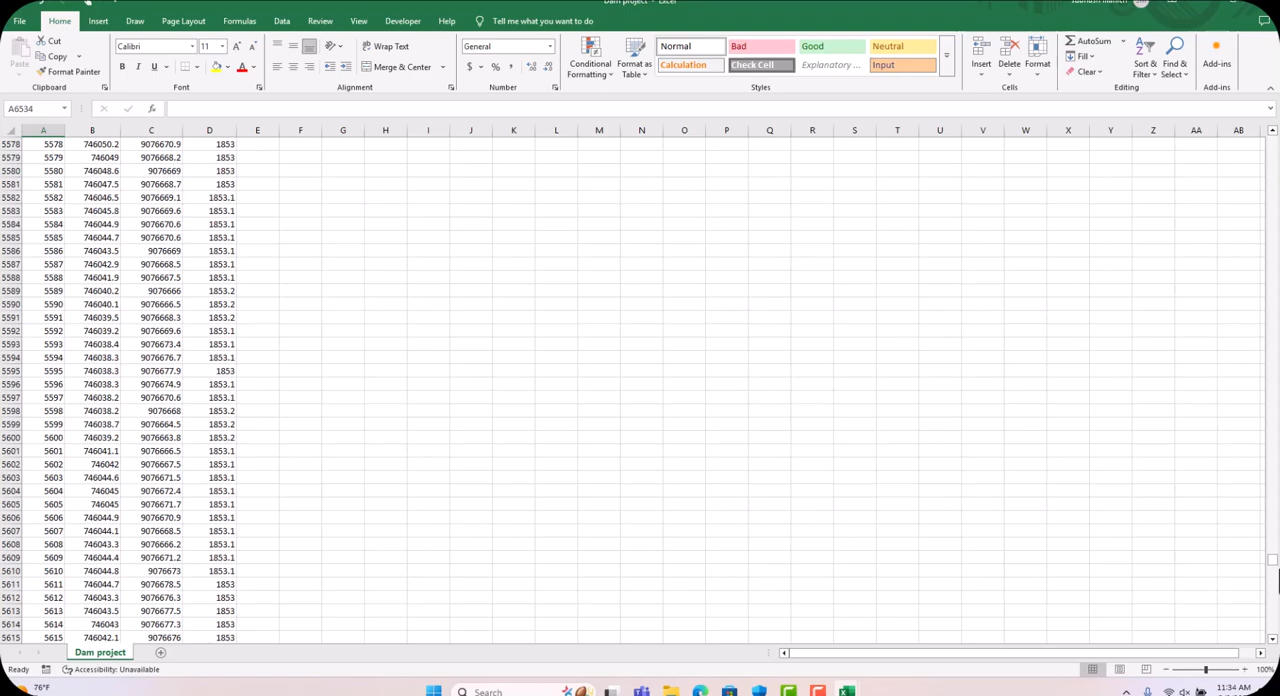 Dam project - Excel
File Home Insert Draw Page Layout Formulas Data Review View Developer Help Tell me what you want to do
Cut
Copy
Format Painter
Paste
Clipboard
Calibri 11
B I U
Font
Wrap Text
Merge & Center
Alignment
General
Number
Conditional Formatting
Format as Table
Normal Bad Good Neutral
Calculation Check Cell Explanatory ... Input
Styles
Insert Delete Format
Cells
AutoSum
Fill
Clear
Sort & Filter
Find & Select
Editing
Add-ins
Add-ins
A6534
A B C D E F G H I J K L M N O P Q R S T U V W X Y Z AA AB
5578 5578 746050.2 9076670.9 1853
5579 5579 746049 9076668.2 1853
5580 5580 746048.6 9076669 1853
5581 5581 746047.5 9076668.7 1853
5582 5582 746046.5 9076669.1 1853.1
5583 5583 746045.8 9076669.6 1853.1
5584 5584 746044.9 9076670.6 1853.1
5585 5585 746044.7 9076670.6 1853.1
5586 5586 746043.5 9076669 1853.1
5587 5587 746042.9 9076668.5 1853.1
5588 5588 746041.9 9076667.5 1853.1
5589 5589 746040.2 9076666 1853.2
5590 5590 746040.1 9076666.5 1853.2
5591 5591 746039.5 9076668.3 1853.2
5592 5592 746039.2 9076669.6 1853.1
5593 5593 746038.4 9076673.4 1853.1
5594 5594 746038.3 9076676.7 1853.1
5595 5595 746038.3 9076677.9 1853
5596 5596 746038.3 9076674.9 1853.1
5597 5597 746038.2 9076670.6 1853.1
5598 5598 746038.2 9076668 1853.2
5599 5599 746038.7 9076664.5 1853.2
5600 5600 746039.2 9076663.8 1853.2
5601 5601 746041.1 9076666.5 1853.1
5602 5602 746042 9076667.5 1853.1
5603 5603 746044.6 9076671.5 1853.1
5604 5604 746045 9076672.4 1853.1
5605 5605 746045 9076671.7 1853.1
5606 5606 746044.9 9076670.9 1853.1
5607 5607 746044.1 9076668.5 1853.1
5608 5608 746043.3 9076666.2 1853.1
5609 5609 746044.4 9076671.2 1853.1
5610 5610 746044.8 9076673 1853.1
5611 5611 746044.7 9076678.5 1853
5612 5612 746043.3 9076676.3 1853
5613 5613 746043.5 9076677.5 1853
5614 5614 746043 9076677.3 1853
5615 5615 746042.1 9076676 1853
Dam project
Ready Accessibility: Unavailable 100%
76°F Search 11:34 AM